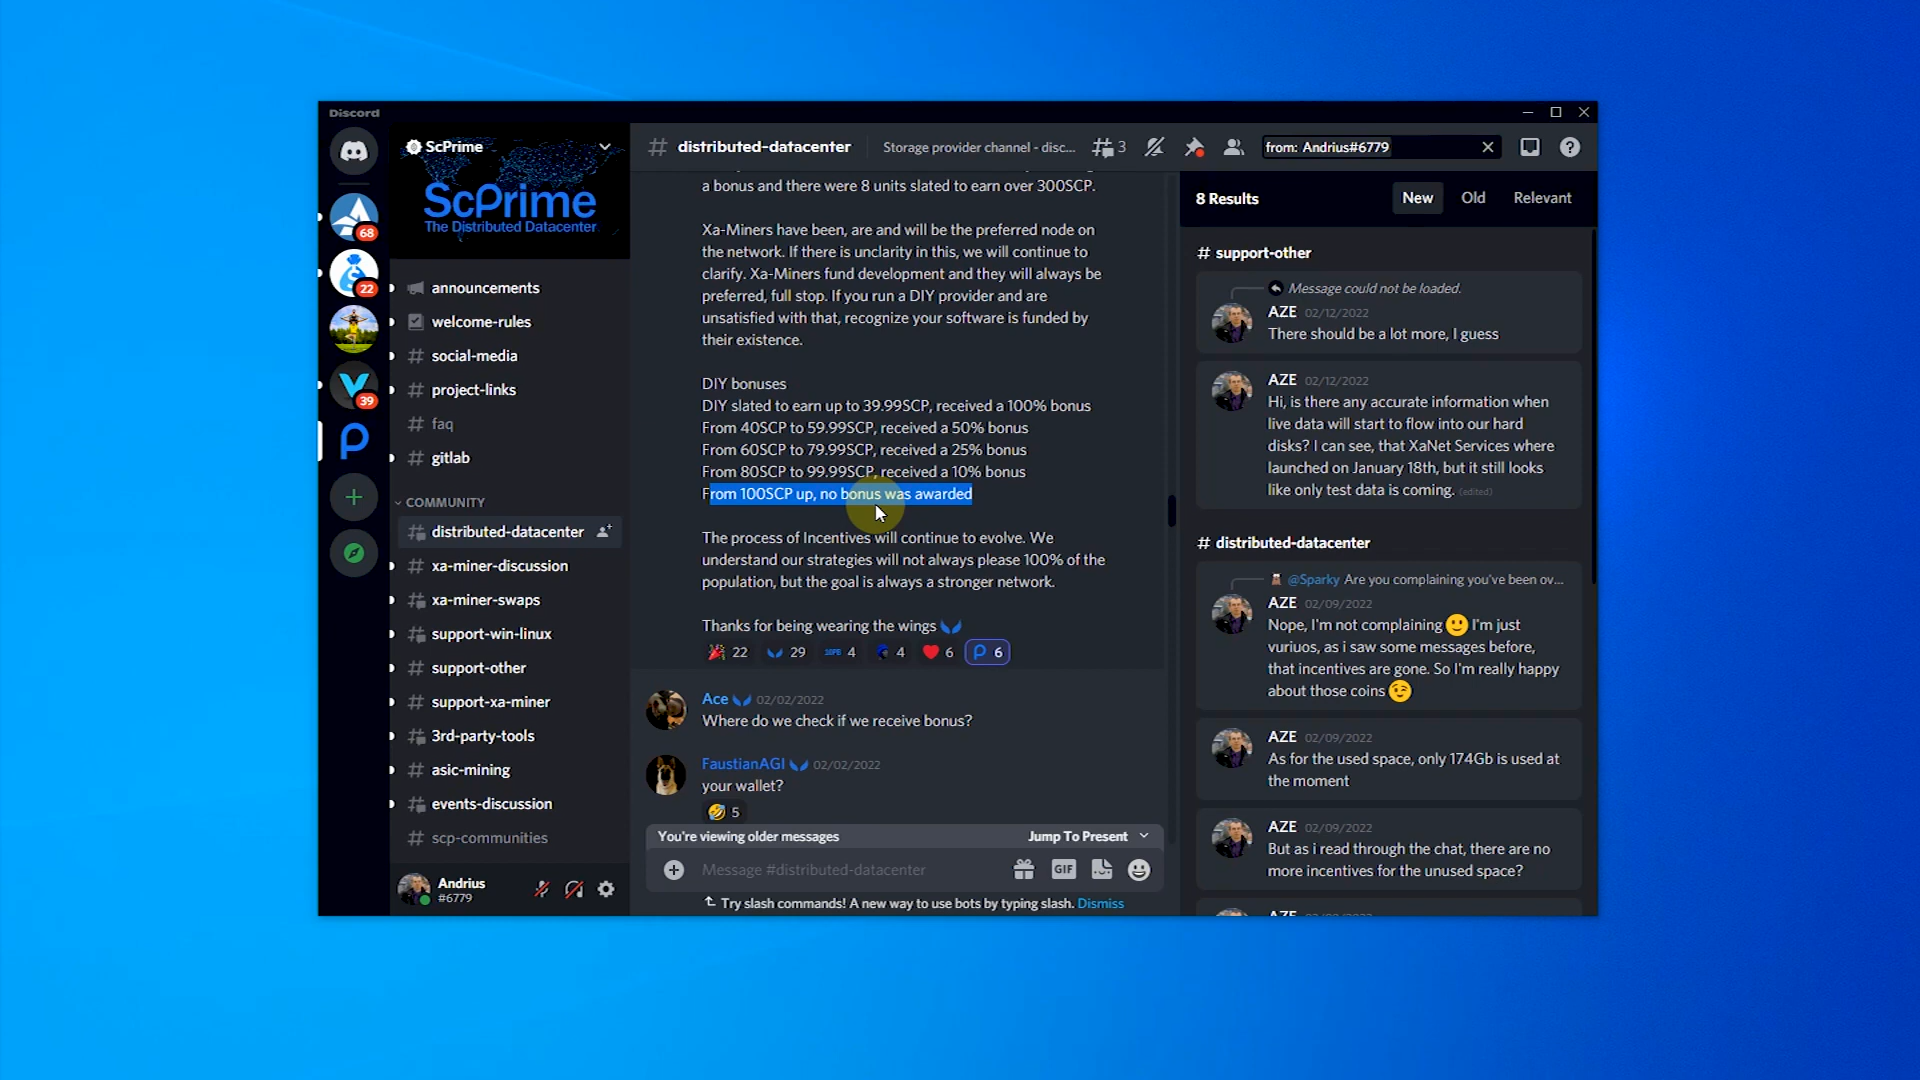 Discord
ScPrime
ScPrime
The Distributed Datacenter
announcements
welcome-rules
social-media
project-links
faq
gitlab
COMMUNITY
distributed-datacenter
xa-miner-discussion
xa-miner-swaps
support-win-linux
support-other
support-xa-miner
3rd-party-tools
asic-mining
events-discussion
scp-communities
Andrius
#6779
68
22
39
distributed-datacenter
Storage provider channel - disc...
3
from: Andrius#6779
a bonus and there were 8 units slated to earn over 300SCP.
Xa-Miners have been, are and will be the preferred node on
the network. If there is unclarity in this, we will continue to
clarify. Xa-Miners fund development and they will always be
preferred, full stop. If you run a DIY provider and are
unsatisfied with that, recognize your software is funded by
their existence.
DIY bonuses
DIY slated to earn up to 39.99SCP, received a 100% bonus
From 40SCP to 59.99SCP, received a 50% bonus
From 60SCP to 79.99SCP, received a 25% bonus
From 80SCP to 99.99SCP, received a 10% bonus
From 100SCP up, no bonus was awarded
The process of Incentives will continue to evolve. We
understand our strategies will not always please 100% of the
population, but the goal is always a stronger network.
Thanks for being wearing the wings
22 29 4 4 6 6
Ace 02/02/2022
Where do we check if we receive bonus?
FaustianAGI 02/02/2022
your wallet?
5
You're viewing older messages Jump To Present
Message #distributed-datacenter
GIF
Try slash commands! A new way to use bots by typing slash. Dismiss
8 Results
New Old Relevant
# support-other
Message could not be loaded.
AZE 02/12/2022
There should be a lot more, I guess
AZE 02/12/2022
Hi, is there any accurate information when
live data will start to flow into our hard
disks? I can see, that XaNet Services where
launched on January 18th, but it still looks
like only test data is coming. (edited)
# distributed-datacenter
@Sparky Are you complaining you've been ov...
AZE 02/09/2022
Nope, I'm not complaining I'm just
vuriuos, as i saw some messages before,
that incentives are gone. So I'm really happy
about those coins
AZE 02/09/2022
As for the used space, only 174Gb is used at
the moment
AZE 02/09/2022
But as i read through the chat, there are no
more incentives for the unused space?
AZE